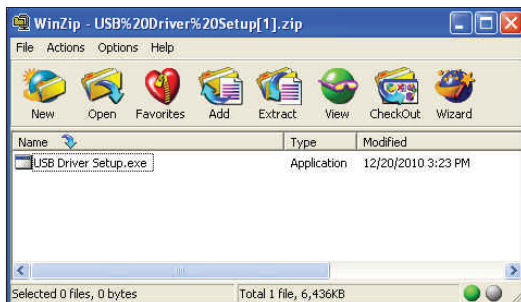 WinZip - USB%20Driver%20Setup[1].zip
File Actions Options Help
New Open Favorites Add Extract View CheckOut Wizard
Name Type Modified
USB Driver Setup.exe Application 12/20/2010 3:23 PM
Selected 0 files, 0 bytes Total 1 file, 6,436KB